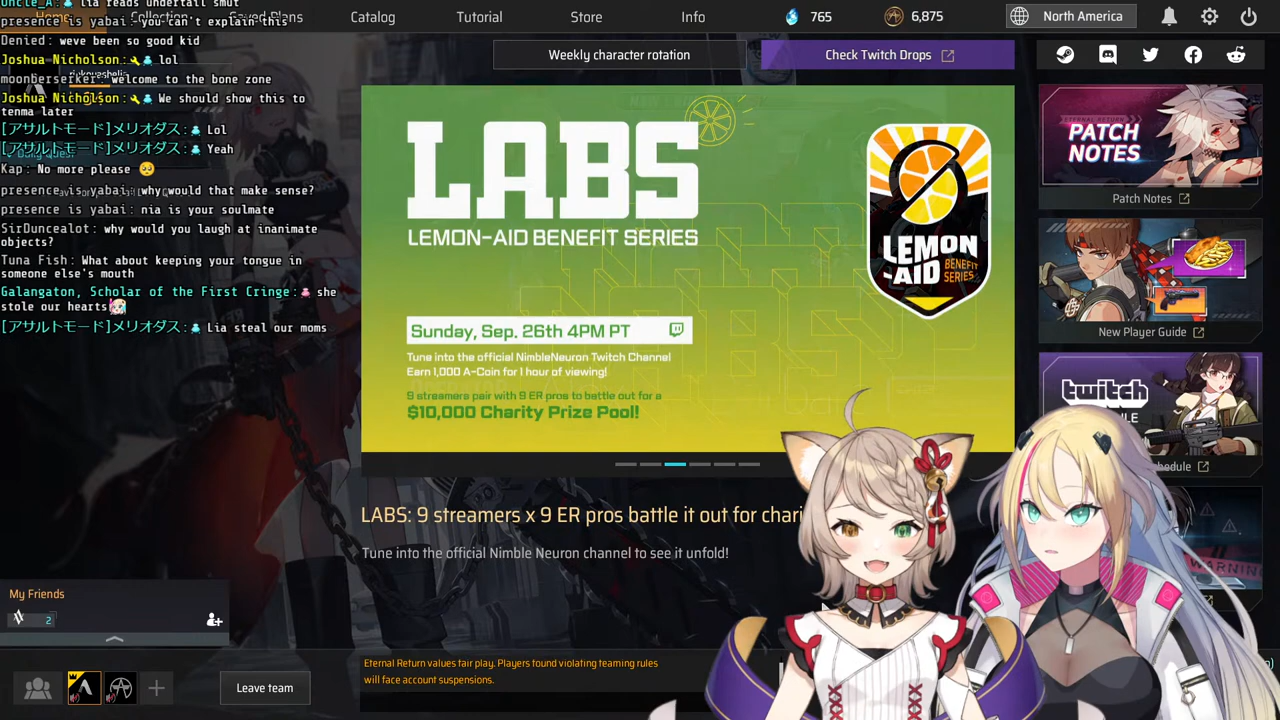 Home
Collection
Saved Plans
Catalog
Tutorial
Store
Info
765
6,875
North America
Uncle_A: lia reads undertail smut
presence is yabai: you can't explain this
Denied: weve been so good kid
Joshua Nicholson: lol
moonberserker: welcome to the bone zone
Joshua Nicholson: We should show this to
tenma later
[アサルトモード]メリオダス: Lol
[アサルトモード]メリオダス: Yeah
Kap: No more please 🥺
presence is yabai: why would that make sense?
presence is yabai: nia is your soulmate
SirDuncealot: why would you laugh at inanimate
objects?
Tuna Fish: What about keeping your tongue in
someone else's mouth
Galangaton, Scholar of the First Cringe: she
stole our hearts
[アサルトモード]メリオダス: Lia steal our moms
Weekly character rotation
Check Twitch Drops
LABS
LEMON-AID BENEFIT SERIES
LEMON
-AID
BENEFIT
SERIES
Sunday, Sep. 26th 4PM PT
Tune into the official NimbleNeuron Twitch Channel
Earn 1,000 A-Coin for 1 hour of viewing!
9 streamers pair with 9 ER pros to battle out for a
$10,000 Charity Prize Pool!
LABS: 9 streamers x 9 ER pros battle it out for chari
Tune into the official Nimble Neuron channel to see it unfold!
ETERNAL RETURN
PATCH
NOTES
Patch Notes
New Player Guide
twitch
WARNING
My Friends
2
Leave team
Eternal Return values fair play. Players found violating teaming rules
will face account suspensions.